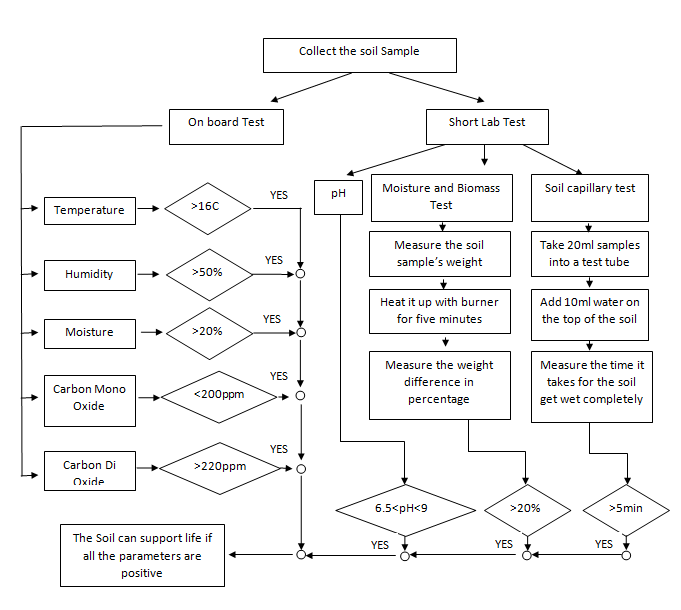 Collect the soil Sample
On board Test
Short Lab Test
pH
Moisture and Biomass
Test
Soil capillary test
Temperature
>16C
YES
Measure the soil
sample's weight
Take 20ml samples
into a test tube
Humidity
>50%
YES
Heat it up with burner
for five minutes
Add 10ml water on
the top of the soil
Moisture
>20%
YES
Measure the weight
difference in
percentage
Measure the time it
takes for the soil
get wet completely
Carbon Mono
Oxide
<200ppm
YES
Carbon Di
Oxide
>220ppm
YES
6.5<pH<9
>20%
>5min
YES
YES
YES
The Soil can support life if
all the parameters are
positive